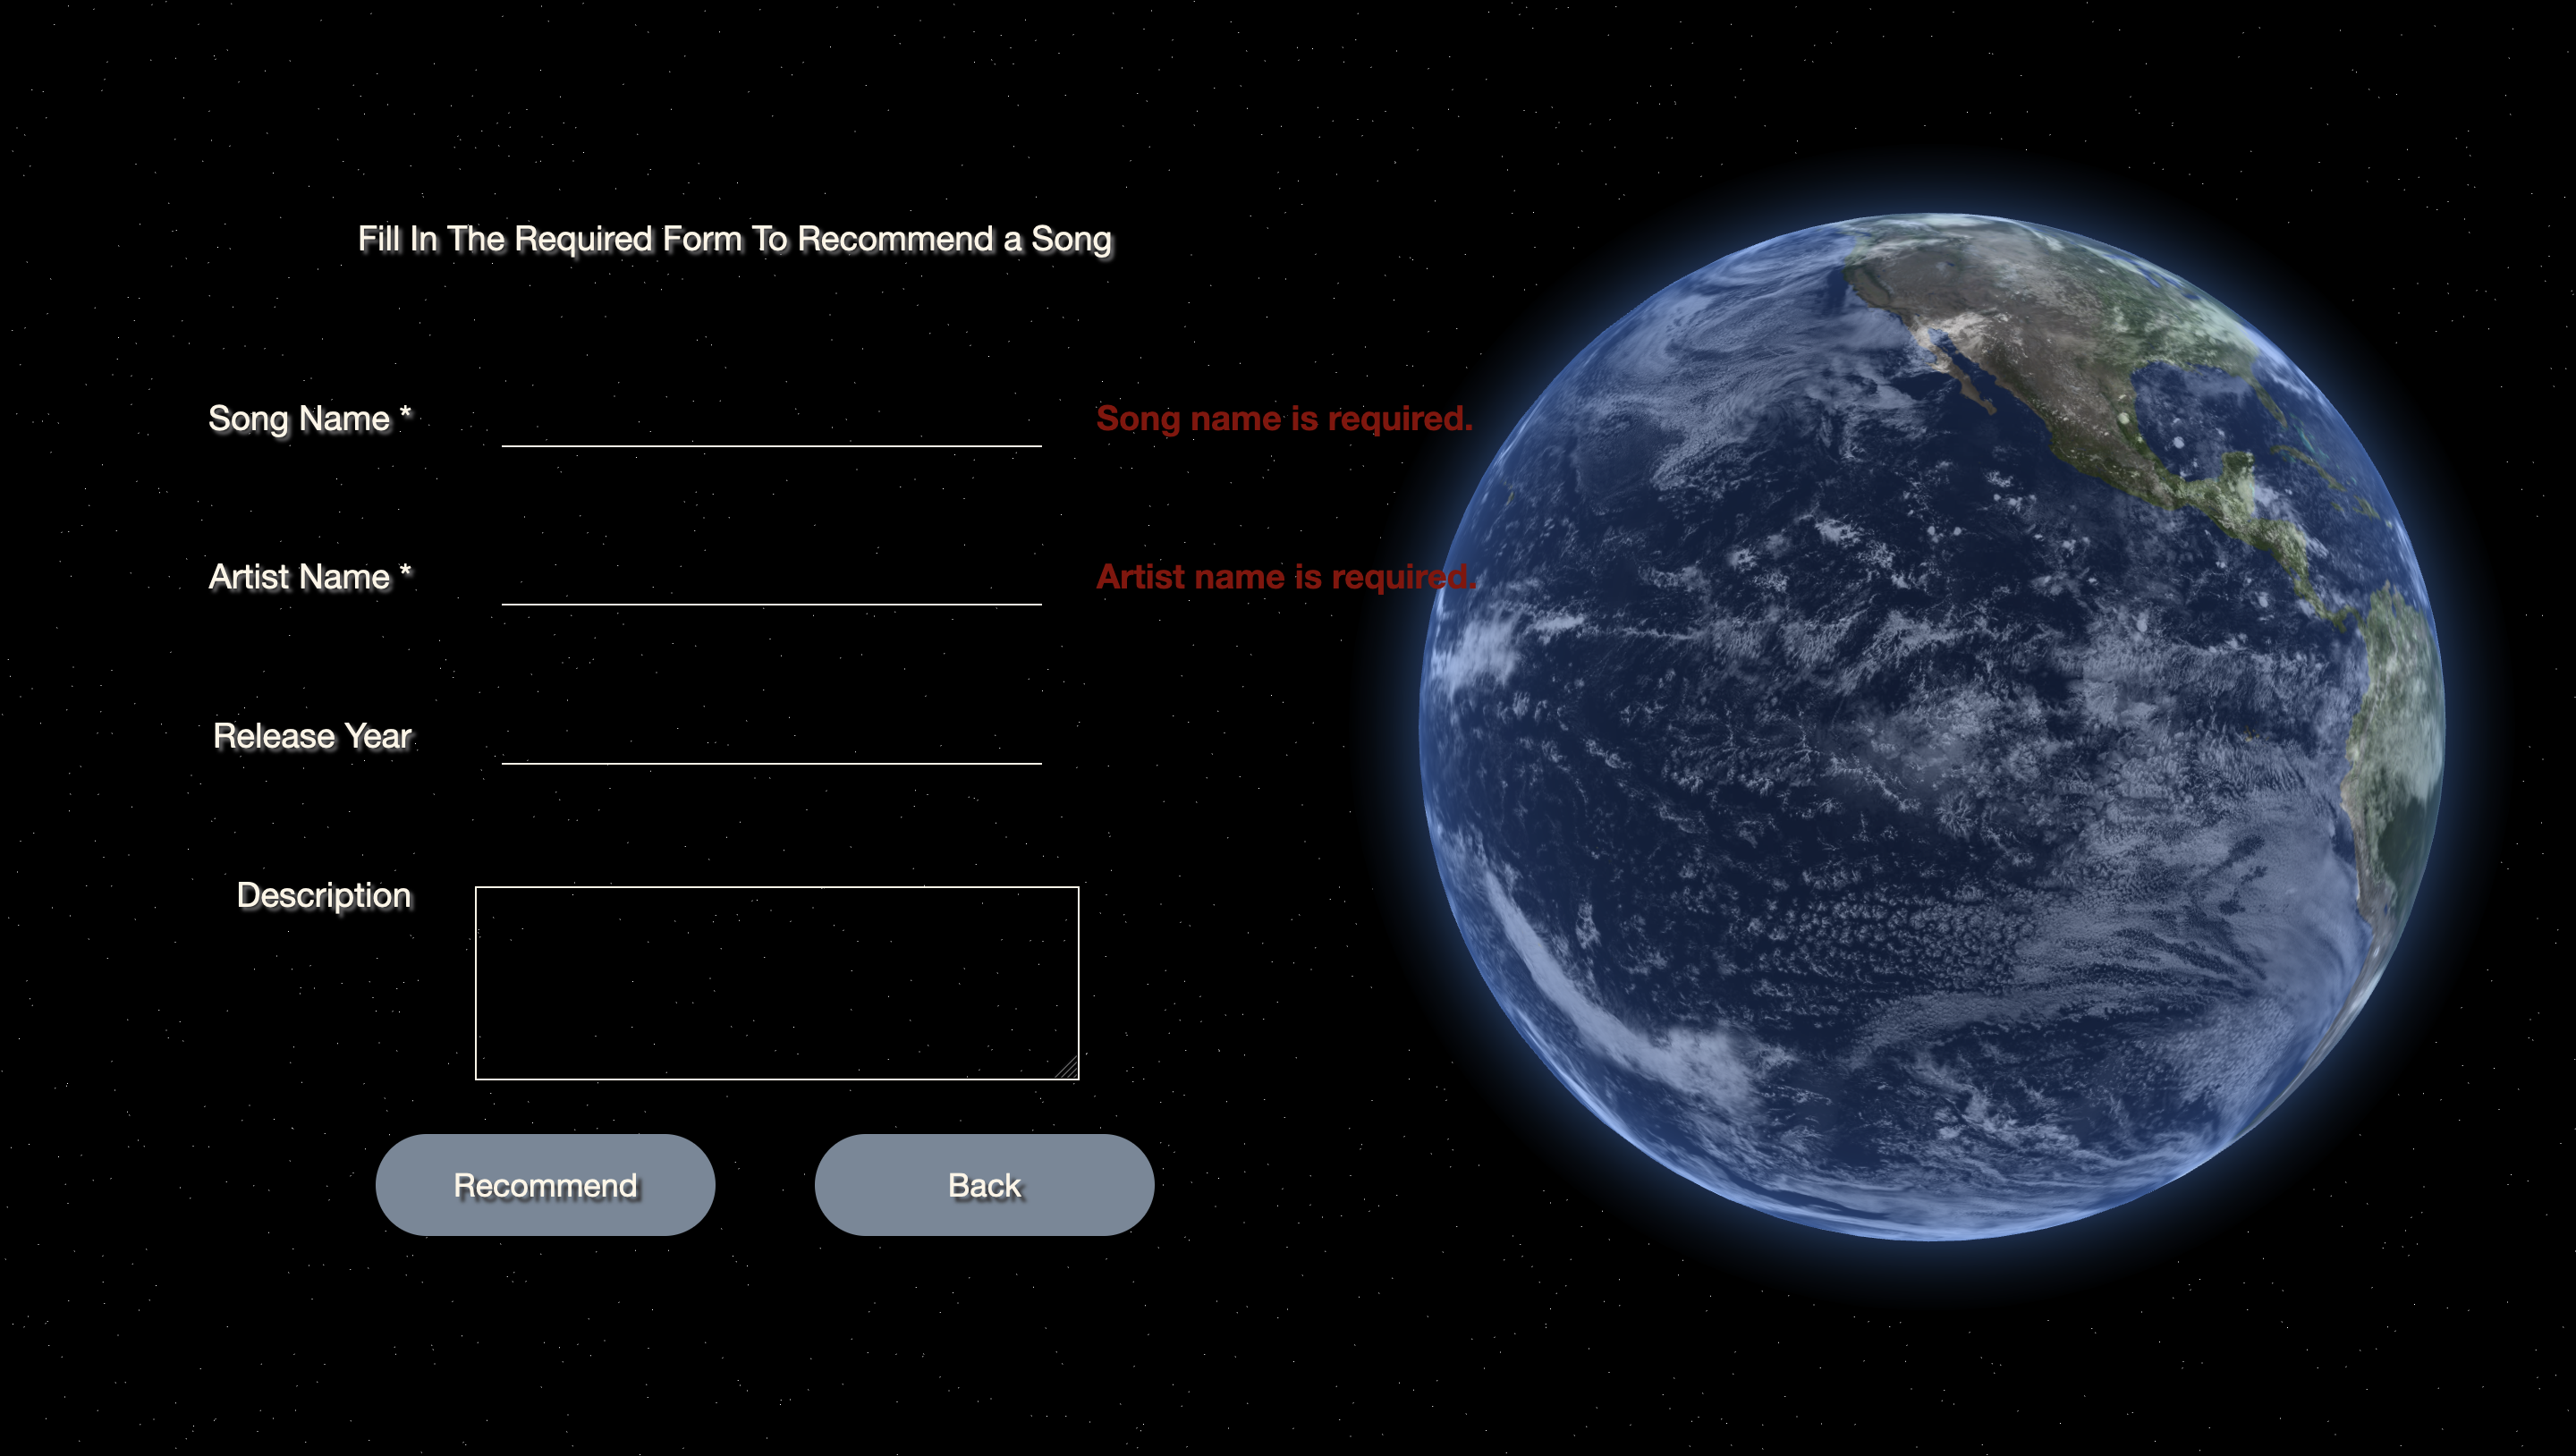 Fill In The Required Form To Recommend a Song
Song Name *
Song name is required.
Artist Name *
Artist name is required.
Release Year
Description
Recommend
Back